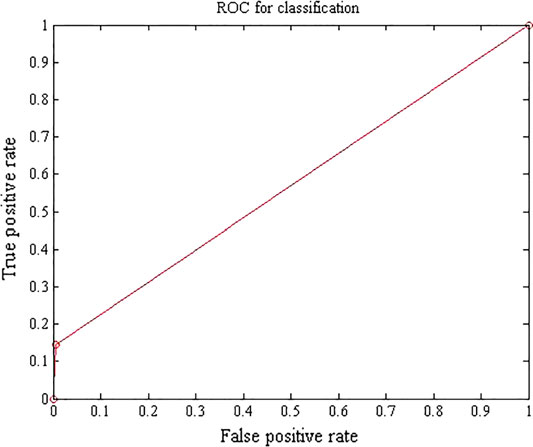 ROC for classification
1
0.9
0.8
0.7
0.6
0.5
0.4
0.3
0.2
0.1
0
True positive rate
0 0.1 0.2 0.3 0.4 0.5 0.6 0.7 0.8 0.9 1
False positive rate